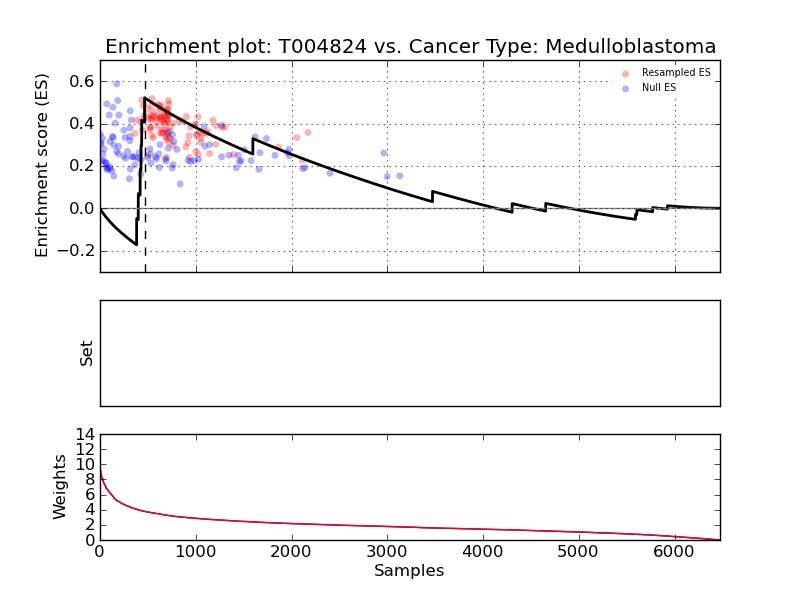 Enrichment plot: T004824 vs. Cancer Type: Medulloblastoma
Enrichment score (ES)
0.6
0.4
0.2
0.0
−0.2
Resampled ES
Null ES
Set
Weights
14
12
10
8
6
4
2
0
0 1000 2000 3000 4000 5000 6000
Samples